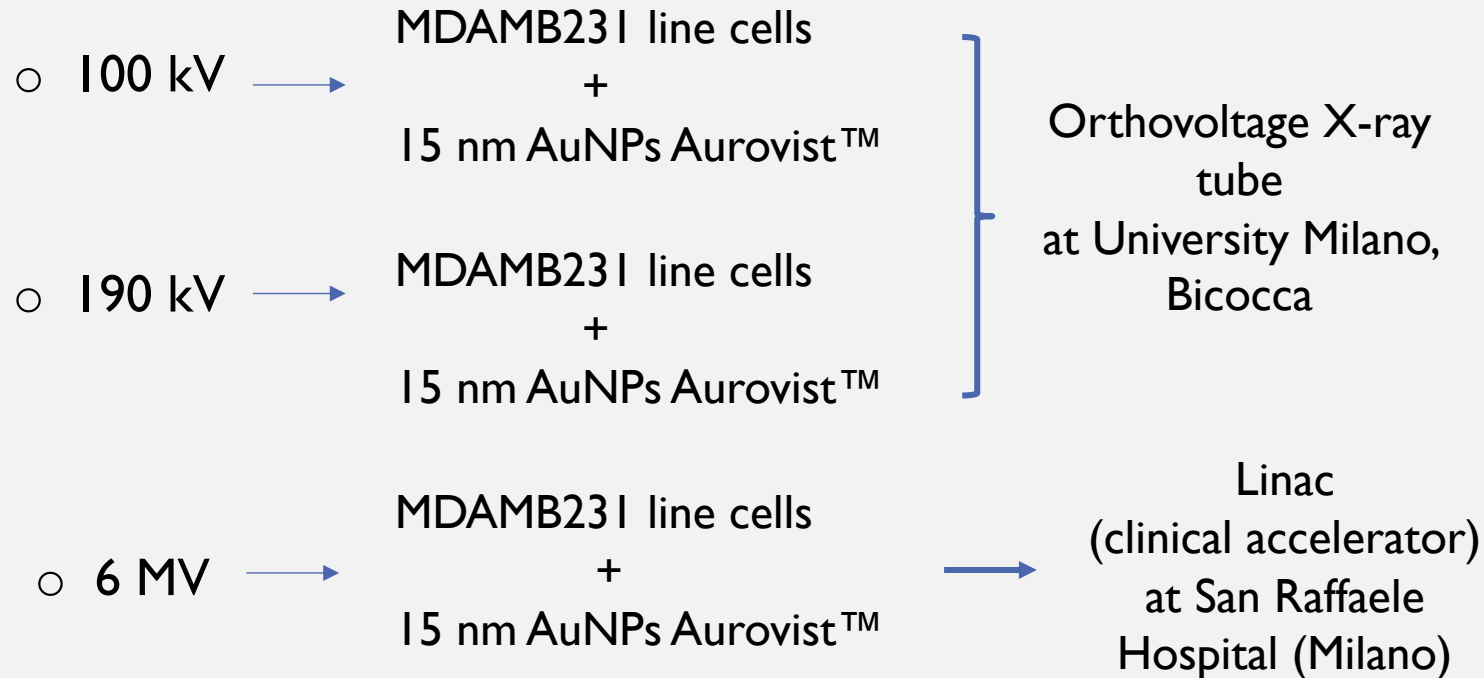 ○ 100 kV
MDAMB231 line cells
+
15 nm AuNPs Aurovist™
○ 190 kV
MDAMB231 line cells
+
15 nm AuNPs Aurovist™
Orthovoltage X-ray
tube
at University Milano,
Bicocca
○ 6 MV
MDAMB231 line cells
+
15 nm AuNPs Aurovist™
Linac
(clinical accelerator)
at San Raffaele
Hospital (Milano)